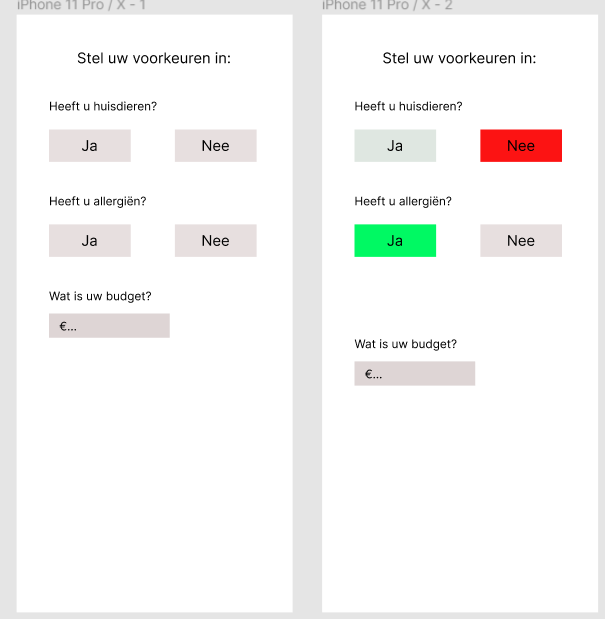 iPhone 11 Pro / X - 1
Stel uw voorkeuren in:
Heeft u huisdieren?
Ja Nee
Heeft u allergiën?
Ja Nee
Wat is uw budget?
€...
iPhone 11 Pro / X - 2
Stel uw voorkeuren in:
Heeft u huisdieren?
Ja Nee
Heeft u allergiën?
Ja Nee
Wat is uw budget?
€...